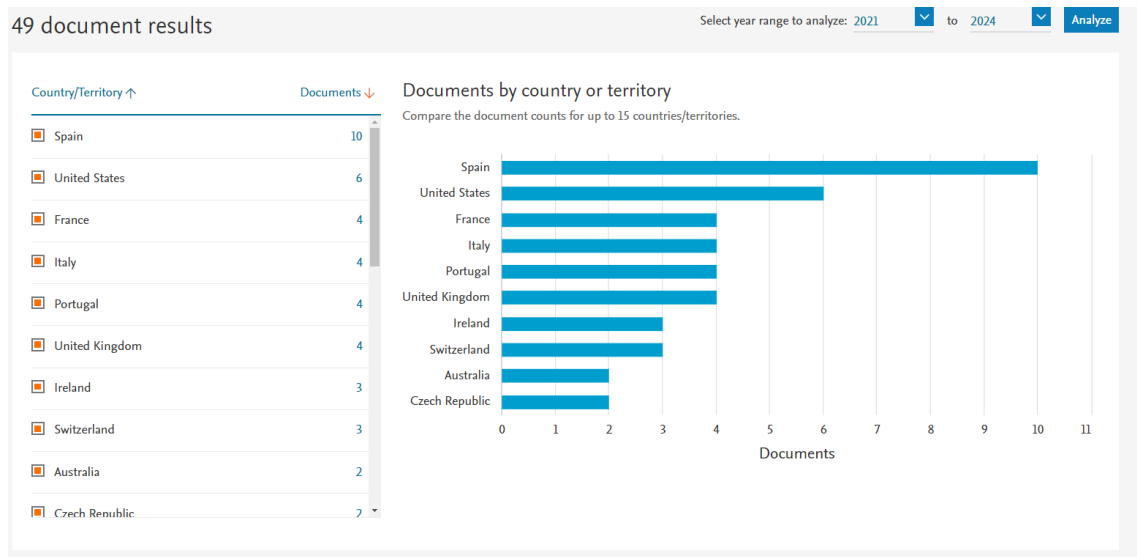 49 document results
Select year range to analyze: 2021 to 2024 Analyze
Country/Territory Documents
Spain 10
United States 6
France 4
Italy 4
Portugal 4
United Kingdom 4
Ireland 3
Switzerland 3
Australia 2
Czech Republic 2
Documents by country or territory
Compare the document counts for up to 15 countries/territories.
Spain
United States
France
Italy
Portugal
United Kingdom
Ireland
Switzerland
Australia
Czech Republic
0 1 2 3 4 5 6 7 8 9 10 11
Documents